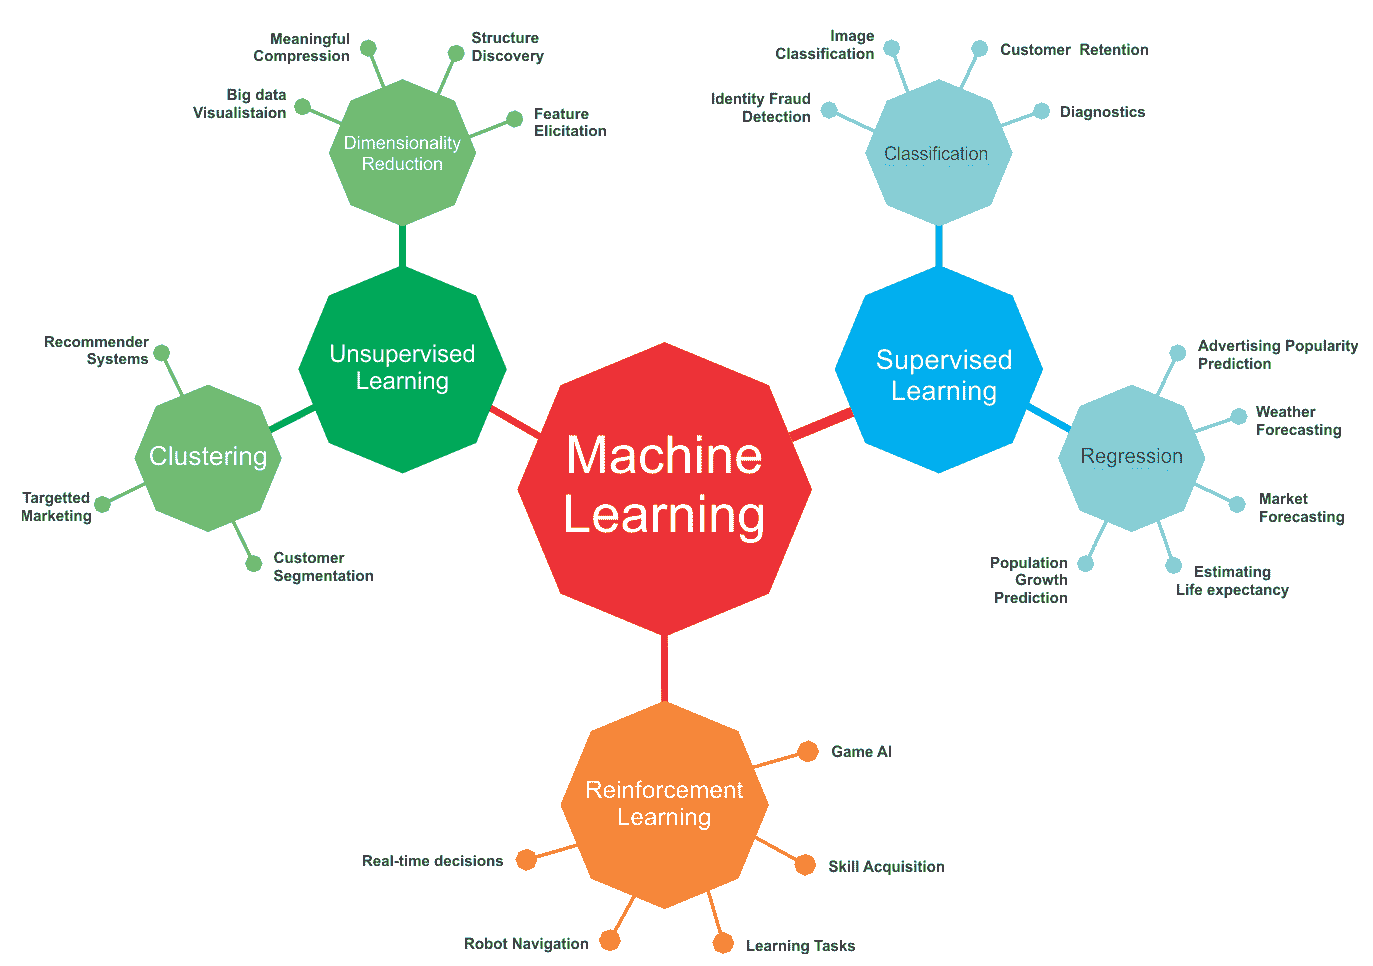 Meaningful
Compression
Structure
Discovery
Big data
Visualistaion
Feature
Elicitation
Dimensionality
Reduction
Image
Classification
Customer Retention
Identity Fraud
Detection
Diagnostics
Classification
Unsupervised
Learning
Supervised
Learning
Recommender
Systems
Clustering
Targetted
Marketing
Customer
Segmentation
Machine
Learning
Advertising Popularity
Prediction
Weather
Forecasting
Regression
Market
Forecasting
Population
Growth
Prediction
Estimating
Life expectancy
Reinforcement
Learning
Game AI
Real-time decisions
Skill Acquisition
Robot Navigation
Learning Tasks